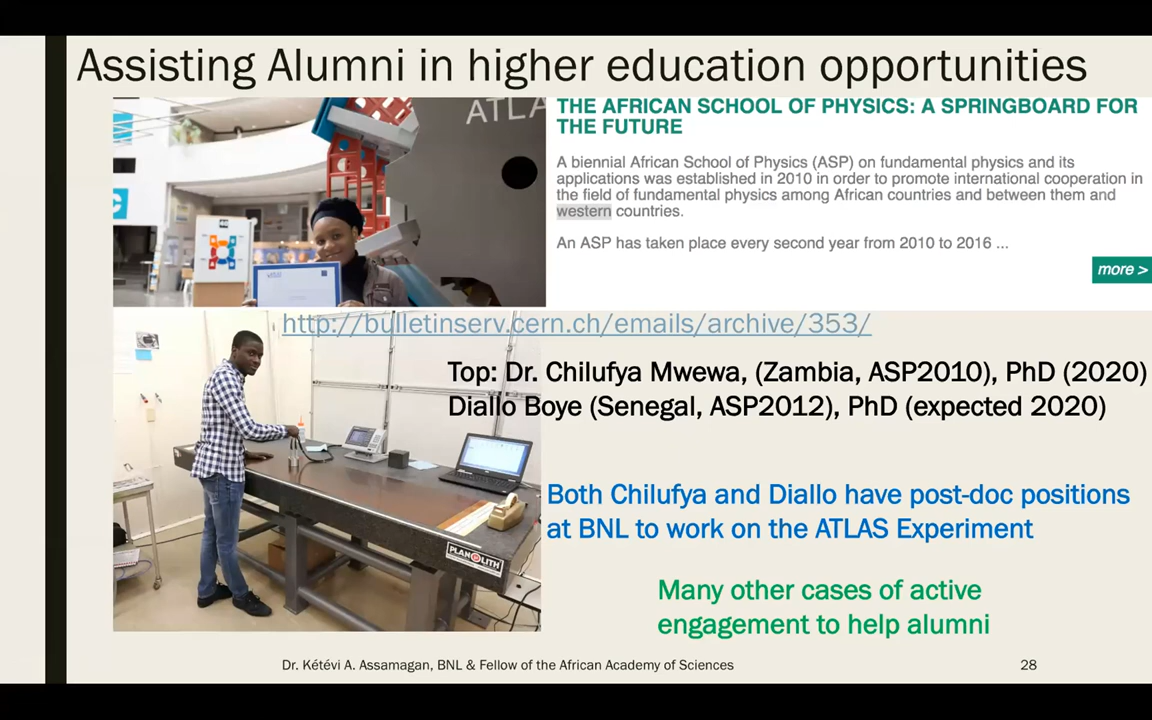 Assisting Alumni in higher education opportunities
ATLA
THE AFRICAN SCHOOL OF PHYSICS: A SPRINGBOARD FOR
THE FUTURE
A biennial African School of Physics (ASP) on fundamental physics and its
applications was established in 2010 in order to promote international cooperation in
the field of fundamental physics among African countries and between them and
western countries.
An ASP has taken place every second year from 2010 to 2016 ...
more >
http://bulletinserv.cern.ch/emails/archive/353/
Top: Dr. Chilufya Mwewa, (Zambia, ASP2010), PhD (2020)
Diallo Boye (Senegal, ASP2012), PhD (expected 2020)
Both Chilufya and Diallo have post-doc positions
at BNL to work on the ATLAS Experiment
PLANOLITH
Many other cases of active
engagement to help alumni
Dr. Kétévi A. Assamagan, BNL & Fellow of the African Academy of Sciences
28